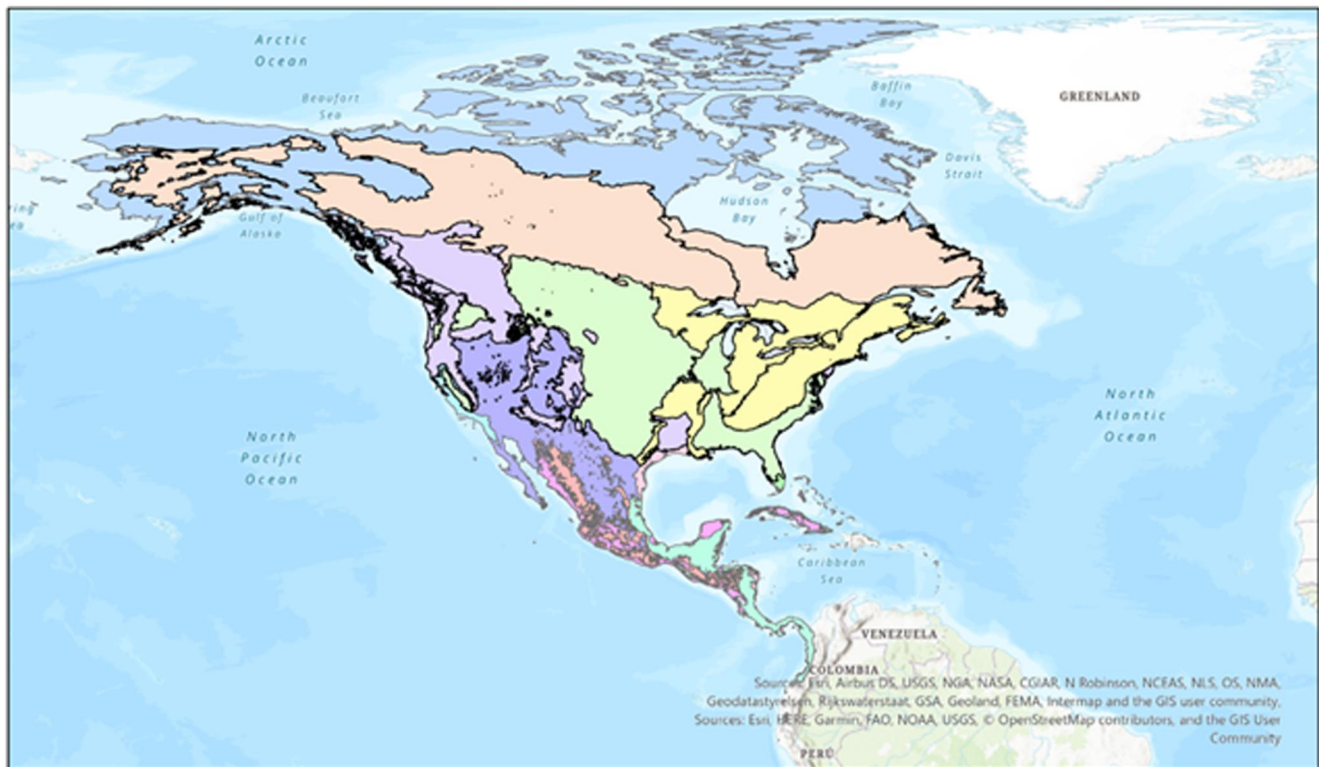 Arctic
Ocean
Beaufort
Sea
Baffin
Bay
GREENLAND
Davis
Strait
Hudson
Bay
Gulf of
Alaska
North
Pacific
Ocean
North
Atlantic
Ocean
Caribbean
Sea
VENEZUELA
COLOMBIA
Sources: Esri, Airbus DS, USGS, NGA, NASA, CGIAR, N Robinson, NCEAS, NLS, OS, NMA,
Geodatastyrelsen, Rijkswaterstaat, GSA, Geoland, FEMA, Intermap and the GIS user community,
Sources: Esri, HERE, Garmin, FAO, NOAA, USGS, © OpenStreetMap contributors, and the GIS User
Community
PERÚ